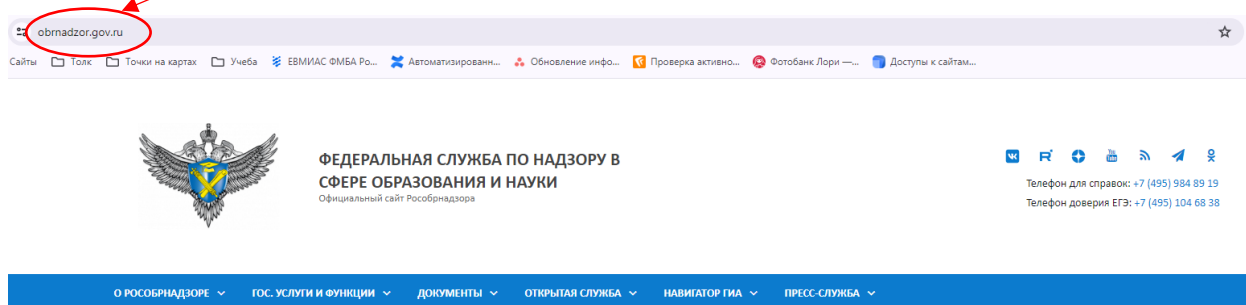 obrnadzor.gov.ru
Сайты Толк Точки на картах Учеба ЕВМИАС ФМБА Ро... Автоматизированн... Обновление инфо... Проверка активно... Фотобанк Лори —... Доступы к сайтам...
ФЕДЕРАЛЬНАЯ СЛУЖБА ПО НАДЗОРУ В
СФЕРЕ ОБРАЗОВАНИЯ И НАУКИ
Официальный сайт Рособрнадзора
Телефон для справок: +7 (495) 984 89 19
Телефон доверия ЕГЭ: +7 (495) 104 68 38
О РОСОБРНАДЗОРЕ ГОС. УСЛУГИ И ФУНКЦИИ ДОКУМЕНТЫ ОТКРЫТАЯ СЛУЖБА НАВИГАТОР ГИА ПРЕСС-СЛУЖБА